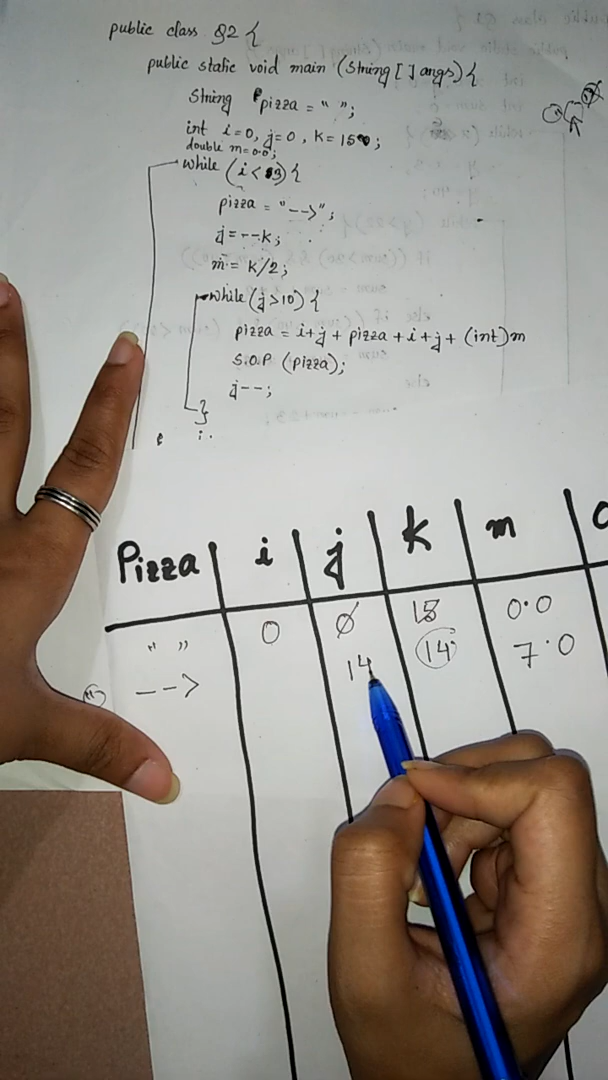 public class Q2 {
public static void main (String [ ] args) {
String pizza = " ";
int i=0, j=0, k=15;
double m=0.0;
while (i < 3) {
pizza = "-->";
j=--k;
m= k/2;
while (j>10) {
pizza = i+j + pizza + i + j + (int)m
S.O.P (pizza);
j--;
}
i.
Pizza i j k m
" " 0 0 15 0.0
--> 14 14 7.0